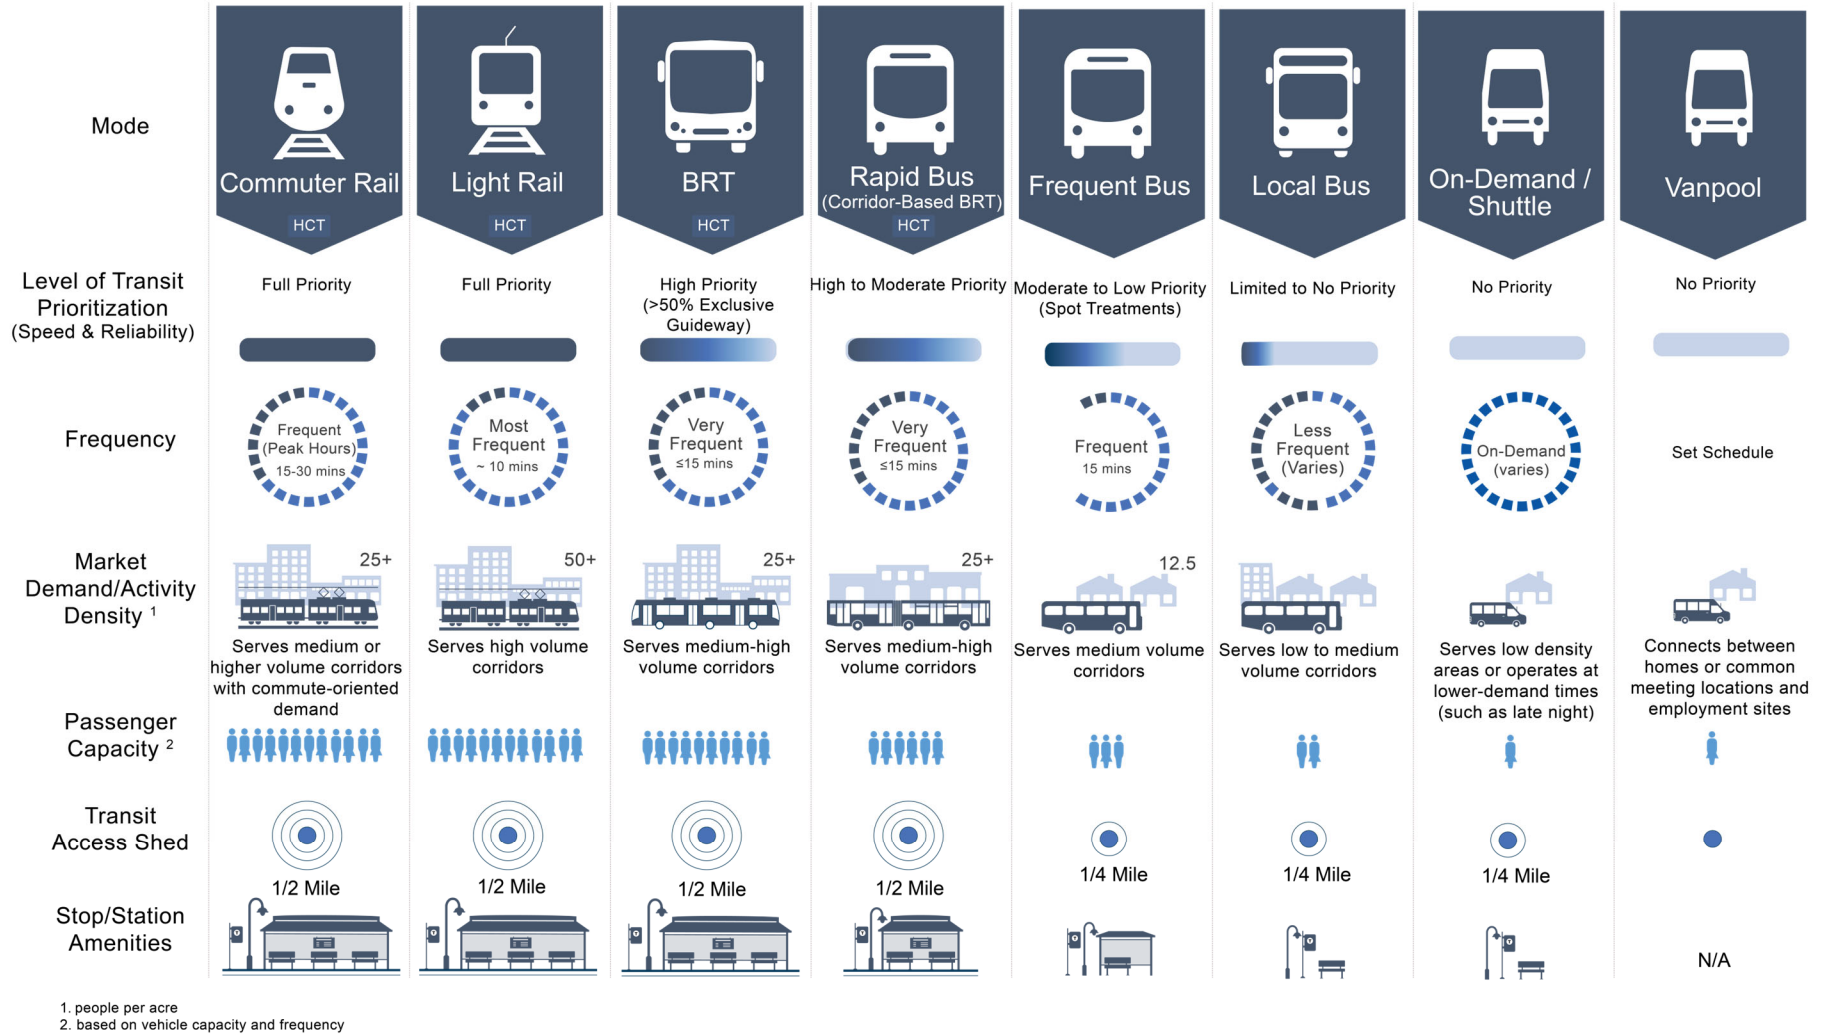 Mode
Commuter Rail
HCT
Light Rail
HCT
BRT
HCT
Rapid Bus
(Corridor-Based BRT)
HCT
Frequent Bus
Local Bus
On-Demand /
Shuttle
Vanpool
Level of Transit
Prioritization
(Speed & Reliability)
Full Priority
Full Priority
High Priority
(>50% Exclusive
Guideway)
High to Moderate Priority
Moderate to Low Priority
(Spot Treatments)
Limited to No Priority
No Priority
No Priority
Frequency
Frequent
(Peak Hours)
15-30 mins
Most
Frequent
~ 10 mins
Very
Frequent
≤15 mins
Very
Frequent
≤15 mins
Frequent
15 mins
Less
Frequent
(Varies)
On-Demand
(varies)
Set Schedule
Market
Demand/Activity
Density 1
25+
Serves medium or
higher volume corridors
with commute-oriented
demand
50+
Serves high volume
corridors
25+
Serves medium-high
volume corridors
25+
Serves medium-high
volume corridors
12.5
Serves medium volume
corridors
Serves low to medium
volume corridors
Serves low density
areas or operates at
lower-demand times
(such as late night)
Connects between
homes or common
meeting locations and
employment sites
Passenger
Capacity 2
Transit
Access Shed
1/2 Mile
1/2 Mile
1/2 Mile
1/2 Mile
1/4 Mile
1/4 Mile
1/4 Mile
Stop/Station
Amenities
N/A
1. people per acre
2. based on vehicle capacity and frequency